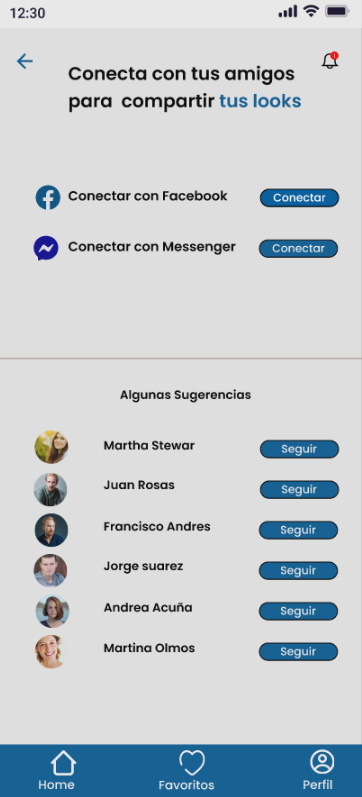 12:30
Conecta con tus amigos
para compartir tus looks
Conectar con Facebook Conectar
Conectar con Messenger Conectar
Algunas Sugerencias
Martha Stewar Seguir
Juan Rosas Seguir
Francisco Andres Seguir
Jorge suarez Seguir
Andrea Acuña Seguir
Martina Olmos Seguir
Home Favoritos Perfil